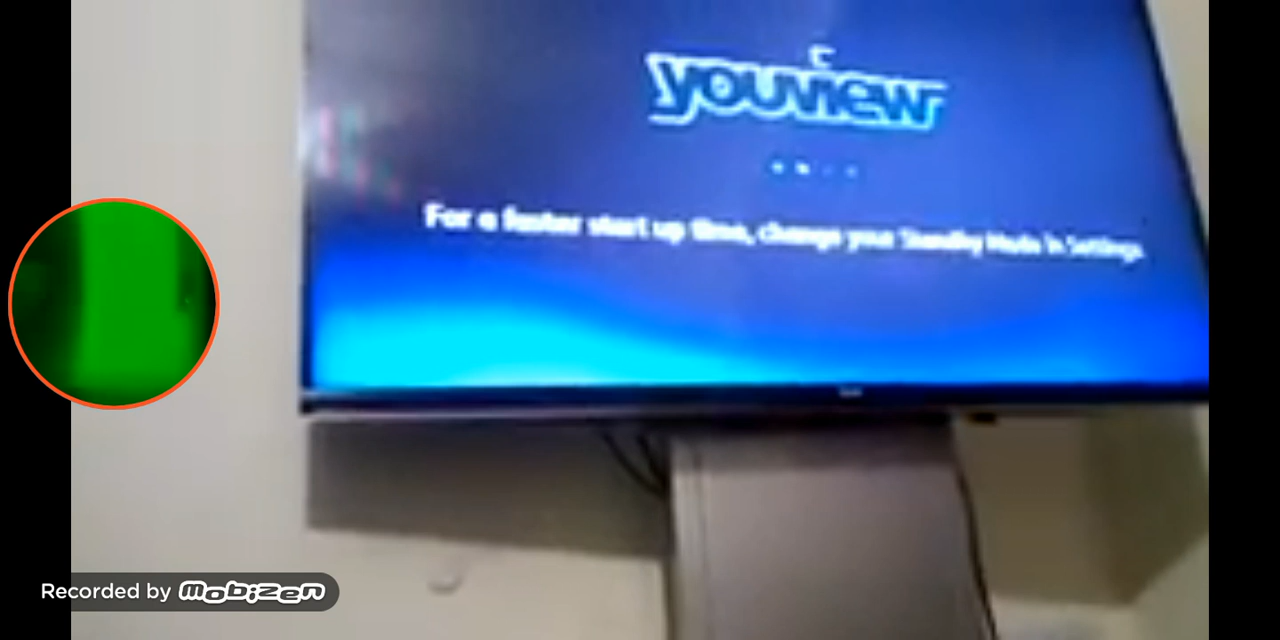 youview
For a faster start up time, change your Standby Mode in Settings.
Recorded by mobizen